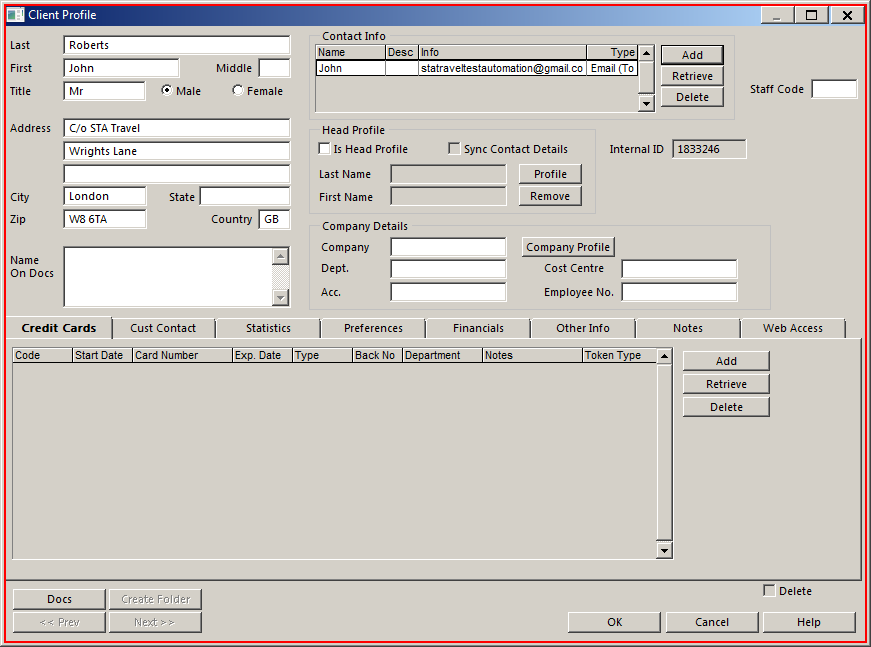 Client Profile
Last Roberts
First John Middle
Title Mr Male Female
Address C/o STA Travel
Wrights Lane
City London State
Zip W8 6TA Country GB
Name
On Docs
Contact Info
Name Desc Info Type
John statraveltestautomation@gmail.co Email (To
Add
Retrieve
Delete
Staff Code
Head Profile
Is Head Profile Sync Contact Details
Last Name Profile
First Name Remove
Internal ID 1833246
Company Details
Company Company Profile
Dept. Cost Centre
Acc. Employee No.
Credit Cards Cust Contact Statistics Preferences Financials Other Info Notes Web Access
Code Start Date Card Number Exp. Date Type Back No Department Notes Token Type
Add
Retrieve
Delete
Delete
Docs Create Folder
<< Prev Next >>
OK Cancel Help